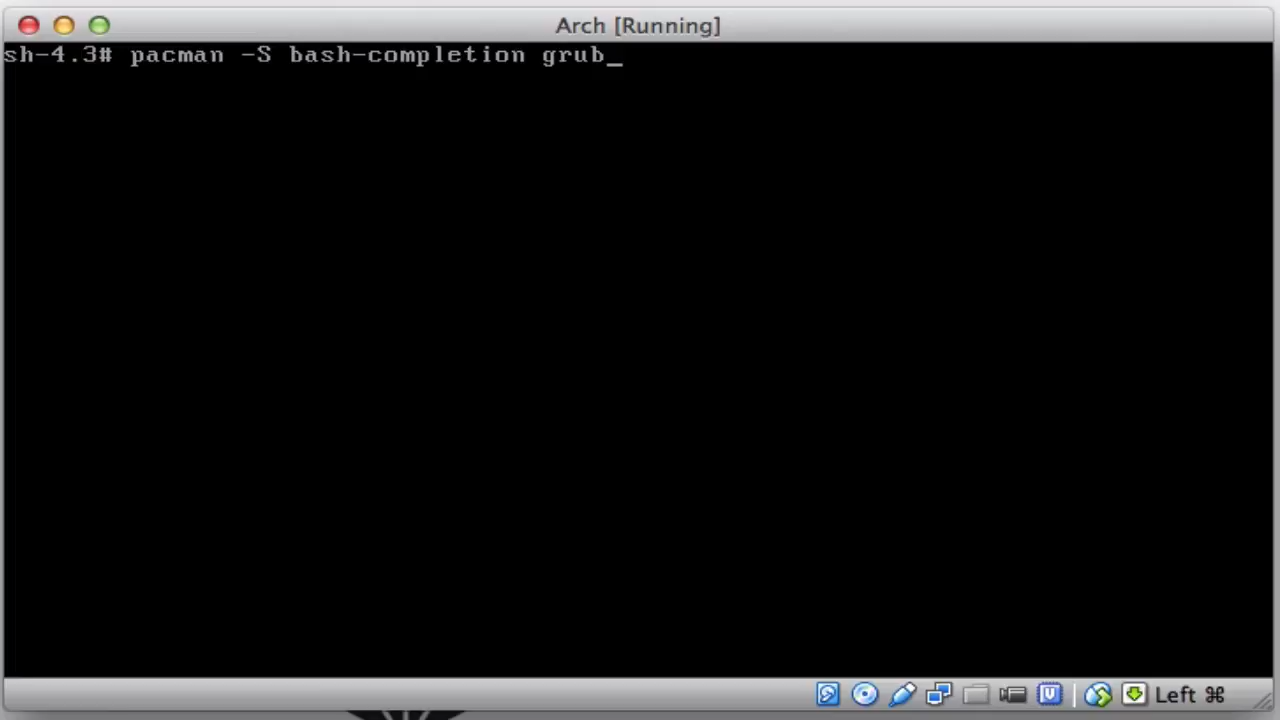 Arch [Running]
sh-4.3# pacman -S bash-completion grub_
Left ⌘